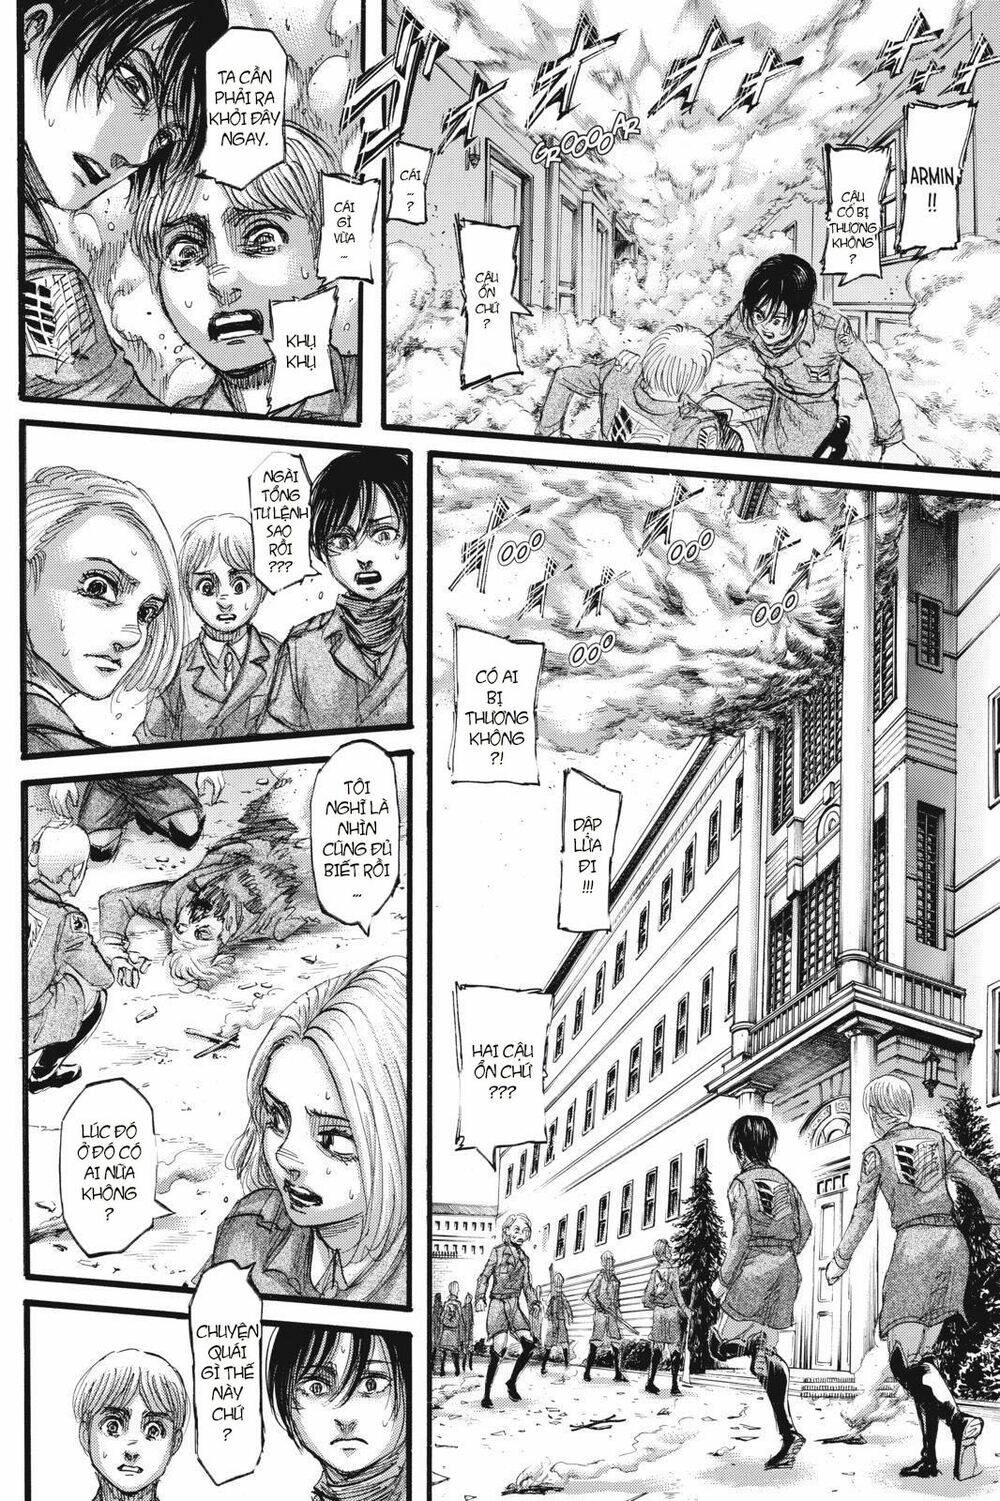 ARMIN
!!
CẬU
CÓ BỊ
THƯƠNG
KHÔNG
?
GROOOOAR
CẬU
ỔN CHỨ
?
CÁI
...
?
TA CẦN
PHẢI RA
KHỎI ĐÂY
NGAY.
CÁI
GÌ
VỪA
...
KHỤ
KHỤ
OOO
OOO
OOO
OOO
CÓ AI
BỊ
THƯƠNG
KHÔNG
?!
DẬP
LỬA
ĐI
!!!
HAI CẬU
ỔN CHỨ
???
NGÀI
TỔNG
TƯ LỆNH
SAO
RỒI
???
TÔI
NGHĨ LÀ
NHÌN
CŨNG ĐỦ
BIẾT RỒI
...
LÚC ĐÓ
Ở ĐÓ CÓ
AI NỮA
KHÔNG
?
CHUYỆN
QUÁI
GÌ THẾ
NÀY
CHỨ
?